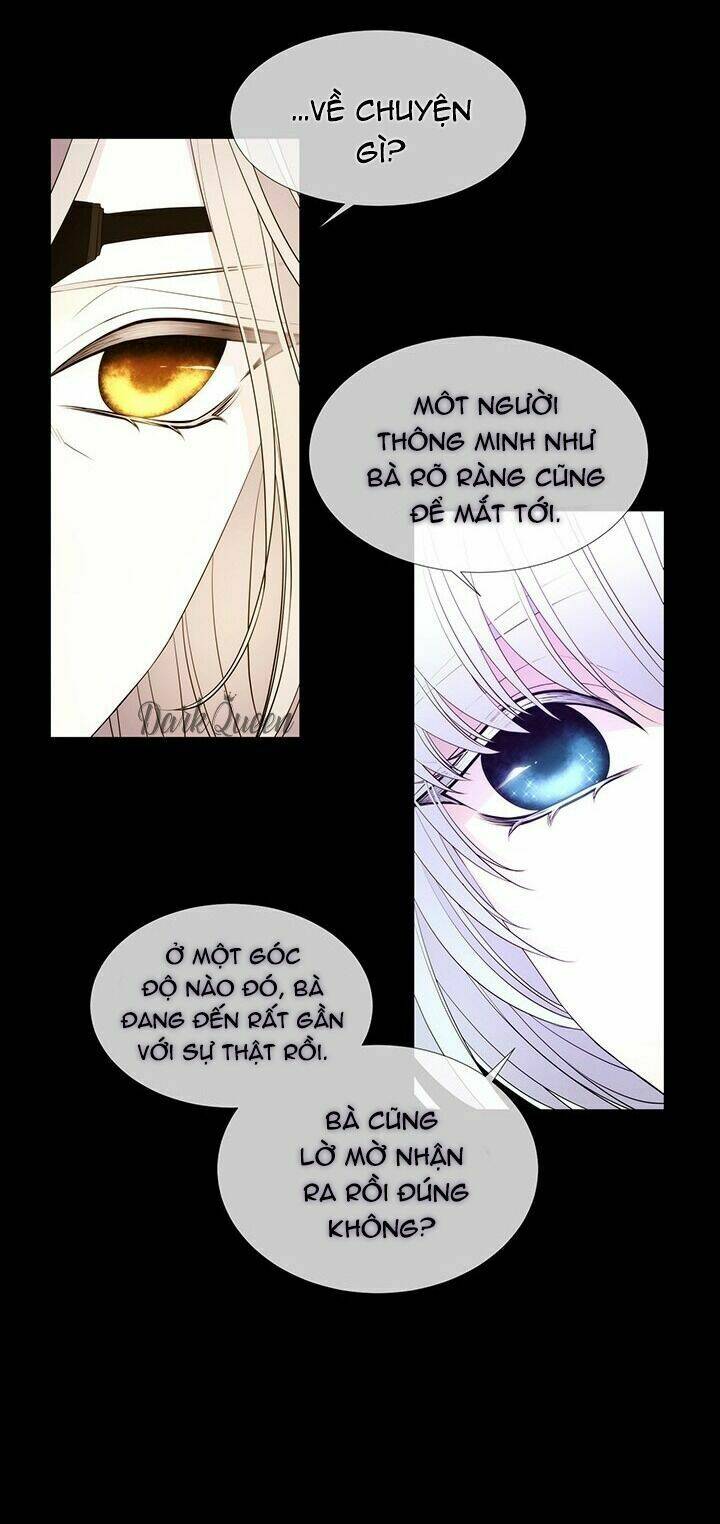 ...VỀ CHUYỆN
GÌ?
MÔT NGƯỜI
THÔNG MINH NHƯ
BÀ RÕ RÀNG CŨNG
ĐỂ MẮT TỚI.
Dark Queen
Ở MỘT GÓC
ĐỘ NÀO ĐÓ, BÀ
ĐANG ĐẾN RẤT GẦN
VỚI SỰ THẬT RỒI.
BÀ CŨNG
LỜ MỜ NHẬN
RA RỒI ĐÚNG
KHÔNG?